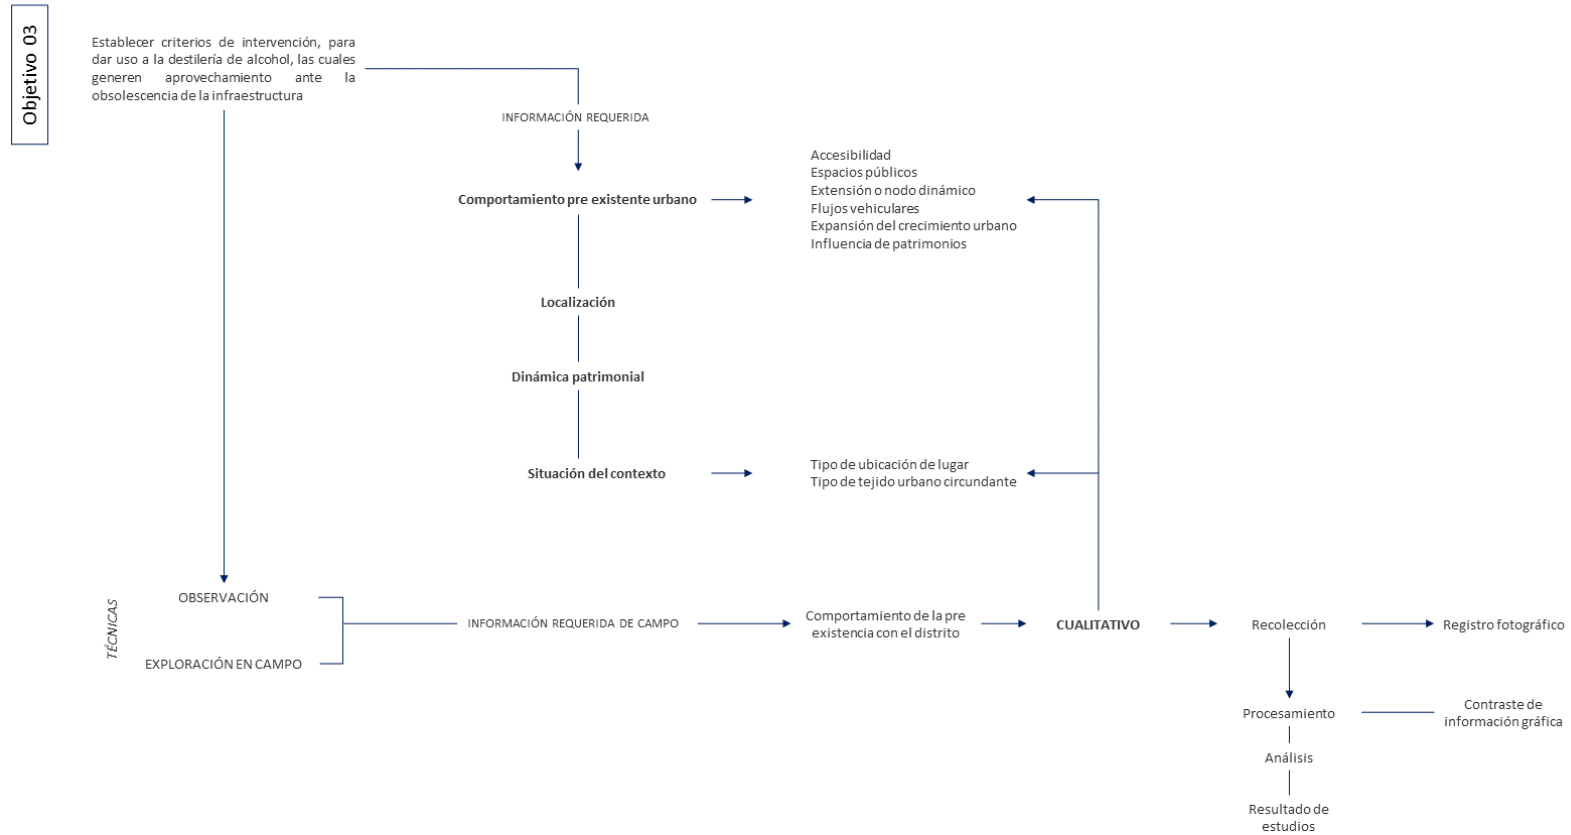 Objetivo 03
Establecer criterios de intervención, para
dar uso a la destilería de alcohol, las cuales
generen aprovechamiento ante la
obsolescencia de la infraestructura
INFORMACIÓN REQUERIDA
Comportamiento pre existente urbano
Accesibilidad
Espacios públicos
Extensión o nodo dinámico
Flujos vehiculares
Expansión del crecimiento urbano
Influencia de patrimonios
Localización
Dinámica patrimonial
Situación del contexto
Tipo de ubicación de lugar
Tipo de tejido urbano circundante
TÉCNICAS
OBSERVACIÓN
EXPLORACIÓN EN CAMPO
INFORMACIÓN REQUERIDA DE CAMPO
Comportamiento de la pre
existencia con el distrito
CUALITATIVO
Recolección
Registro fotográfico
Procesamiento
Contraste de
información gráfica
Análisis
Resultado de
estudios